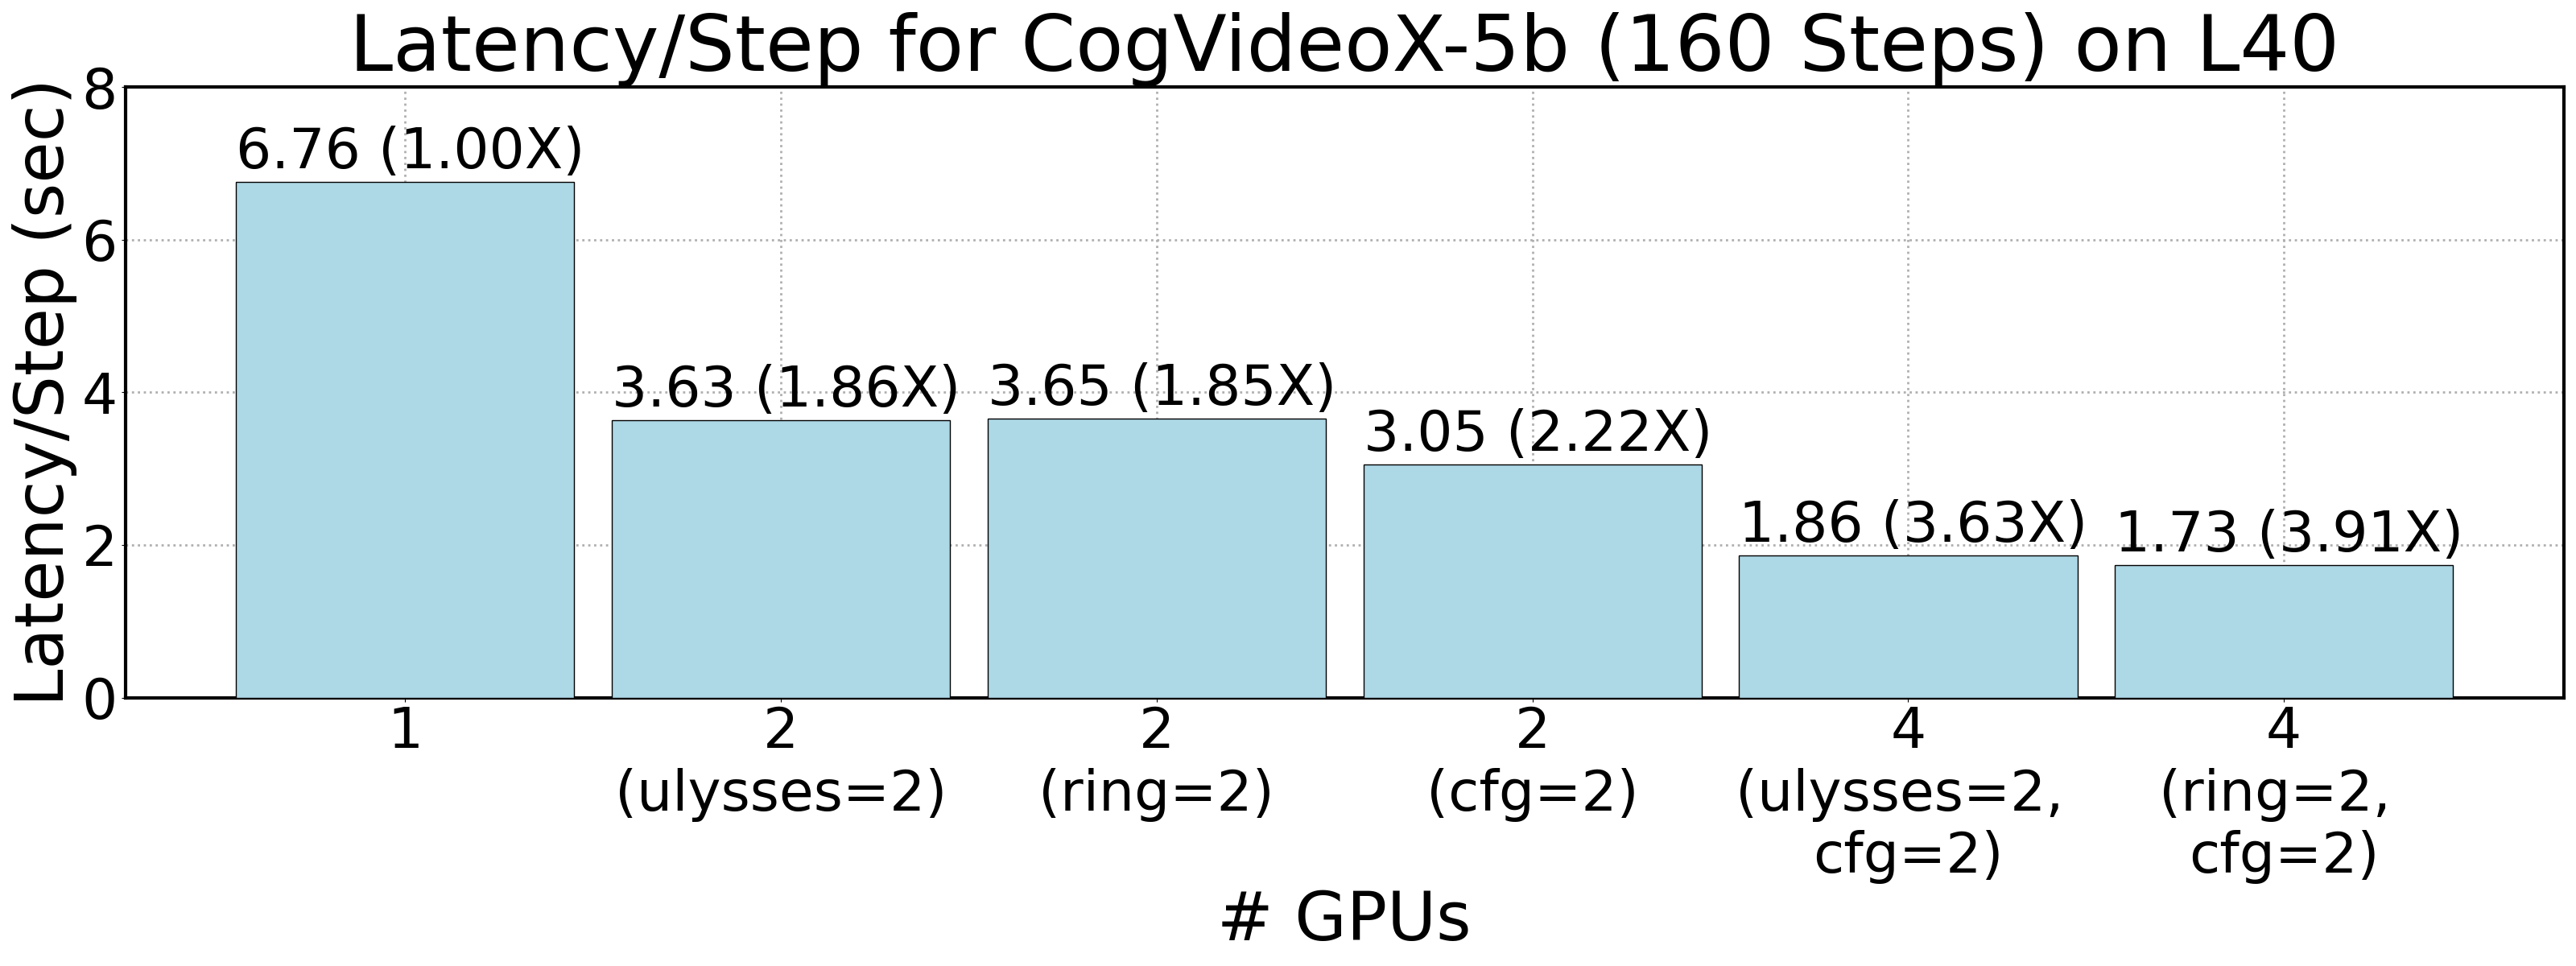 Latency/Step for CogVideoX-5b (160 Steps) on L40
Latency/Step (sec)
8
6
4
2
0
6.76 (1.00X)
3.63 (1.86X)
3.65 (1.85X)
3.05 (2.22X)
1.86 (3.63X)
1.73 (3.91X)
1
2
(ulysses=2)
2
(ring=2)
2
(cfg=2)
4
(ulysses=2,
cfg=2)
4
(ring=2,
cfg=2)
# GPUs